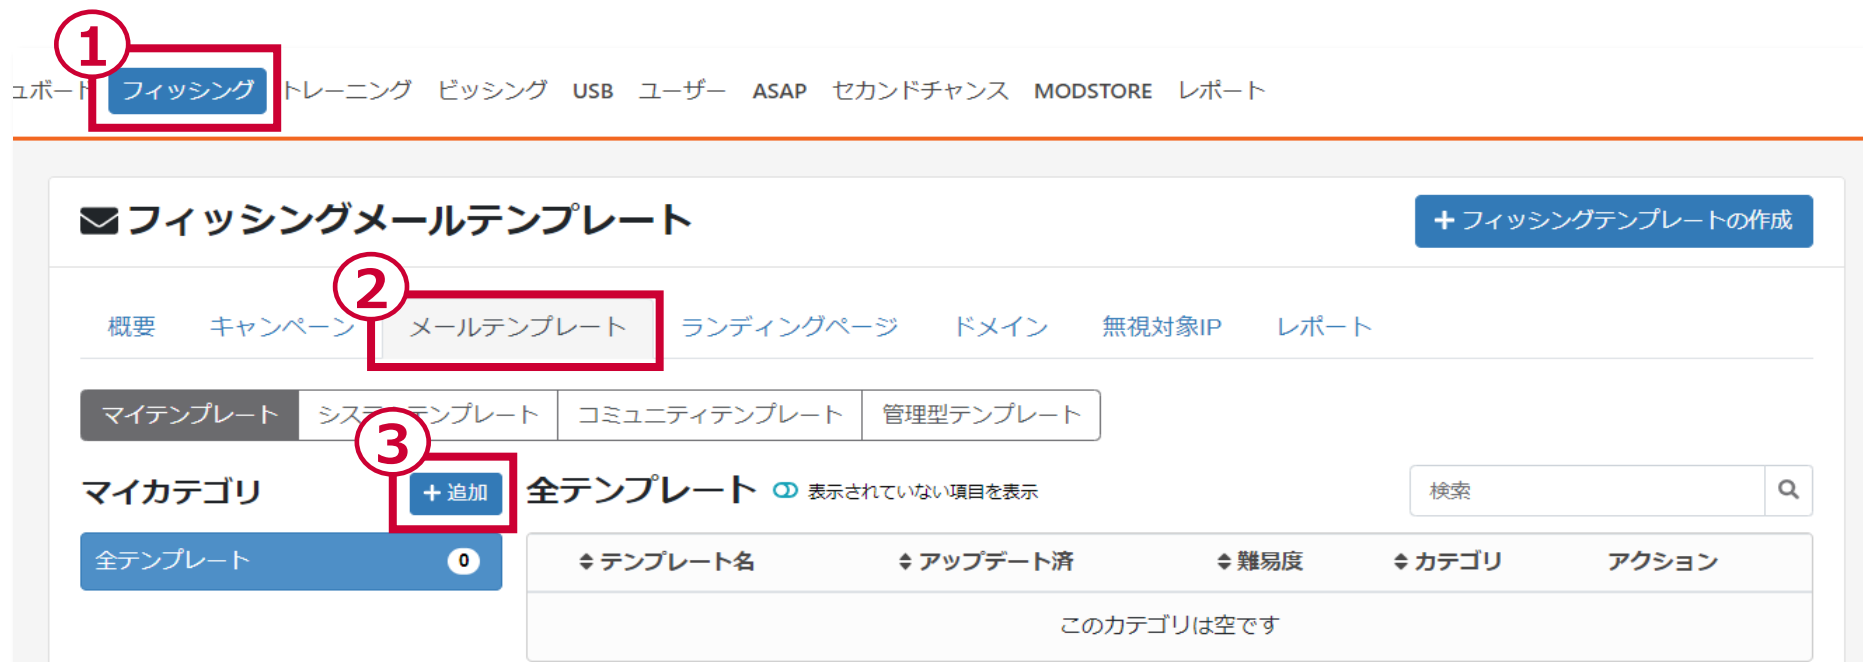 ①
ュボード フィッシング トレーニング ビッシング USB ユーザー ASAP セカンドチャンス MODSTORE レポート
フィッシングメールテンプレート
+ フィッシングテンプレートの作成
②
概要 キャンペーン メールテンプレート ランディングページ ドメイン 無視対象IP レポート
マイテンプレート システムテンプレート コミュニティテンプレート 管理型テンプレート
③
マイカテゴリ + 追加 全テンプレート 表示されていない項目を表示 検索
全テンプレート 0
テンプレート名 アップデート済 難易度 カテゴリ アクション
このカテゴリは空です